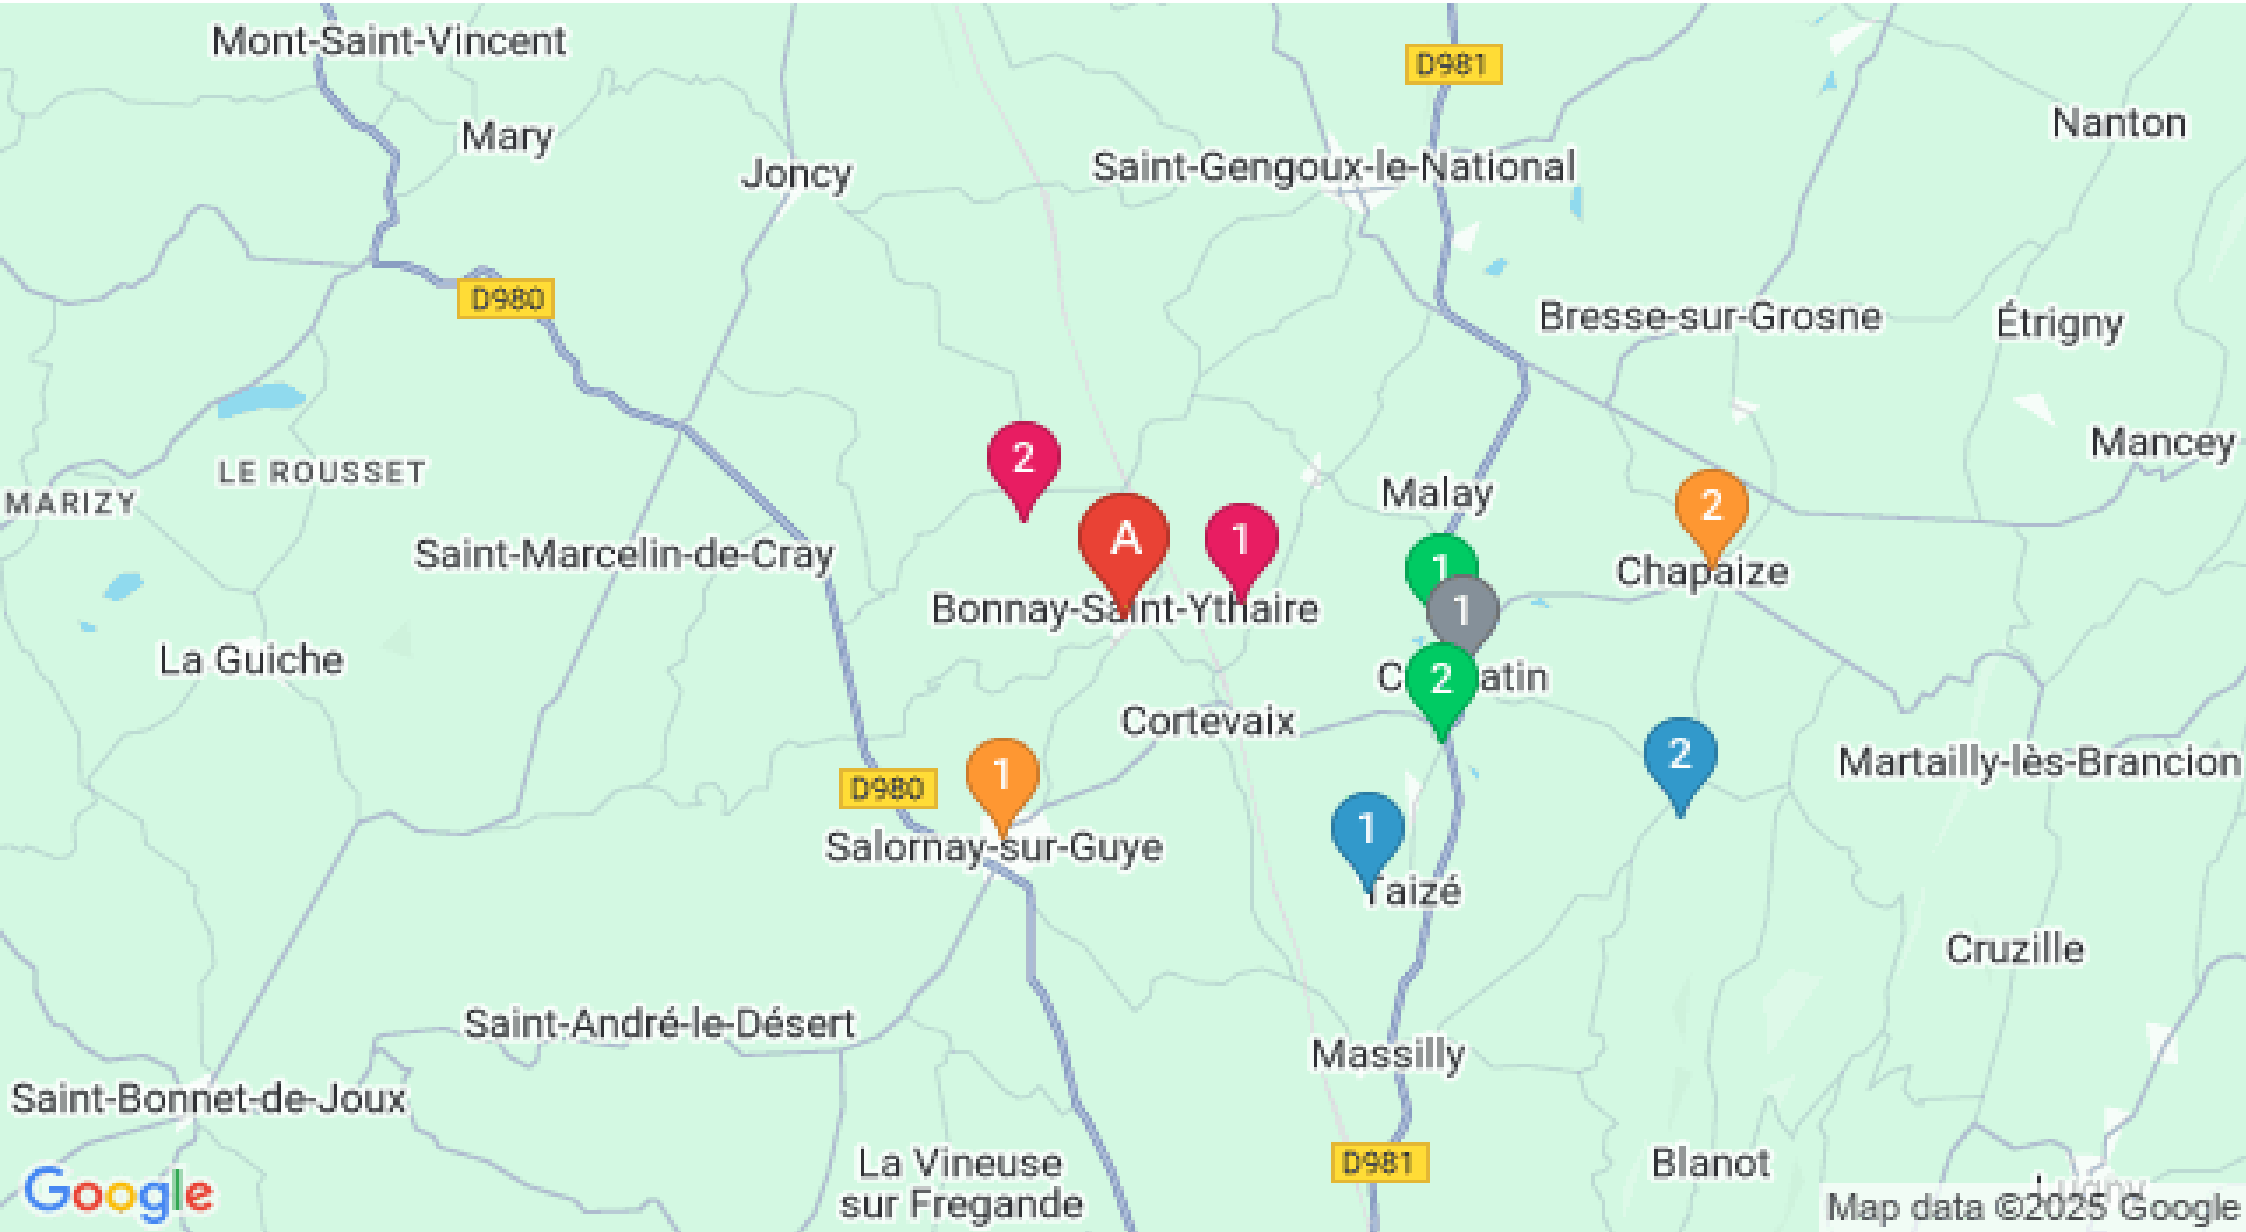 Mont-Saint-Vincent
D981
Mary
Nanton
Joncy
Saint-Gengoux-le-National
D980
Bresse-sur-Grosne
Étrigny
Mancey
LE ROUSSET
MARIZY
2
Malay
2
A
1
Saint-Marcelin-de-Cray
1
Chapaize
Bonnay-Saint-Ythaire
1
La Guiche
2
Cortevaix
2
Martailly-lès-Brancion
1
D980
1
Salornay-sur-Guye
Taizé
Cruzille
Saint-André-le-Désert
Massilly
Saint-Bonnet-de-Joux
La Vineuse
sur Fregande
D981
Blanot
Google
Map data ©2025 Google